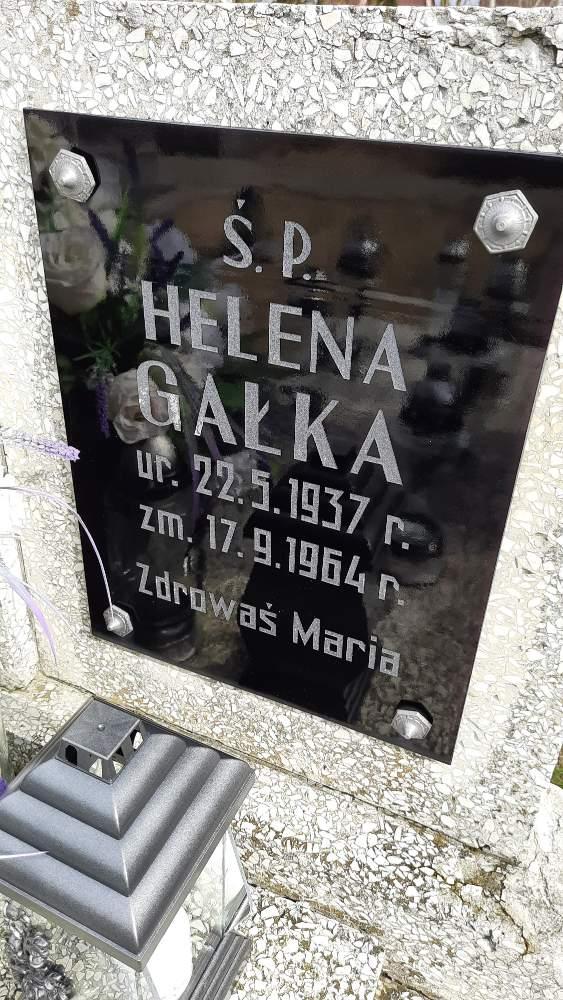 Ś. P.
HELENA
GAŁKA
ur. 22.5.1937 r.
zm. 17.9.1964 r.
Zdrowaś Maria